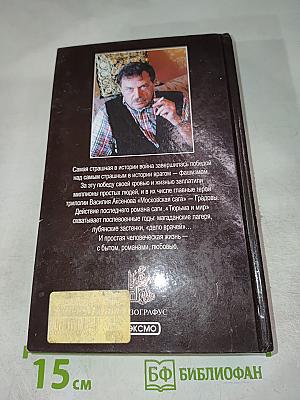 Самая страшная в истории война завершилась победой
над самым страшным в истории врагом — фашизмом.
За эту победу своей кровью и жизнью заплатили
миллионы простых людей, и в их числе главные герои
трилогии Василия Аксенова «Московская сага» — Градовы.
Действие последнего романа саги, «Тюрьма и мир»
охватывает послевоенные годы: магаданские лагеря,
лубянские застенки, «дело врачей»...
И простая человеческая жизнь —
с бытом, романами, любовью.
ИЗОГРАФУС
ЭКСМО
15 см
БФ БИБЛИОФАН